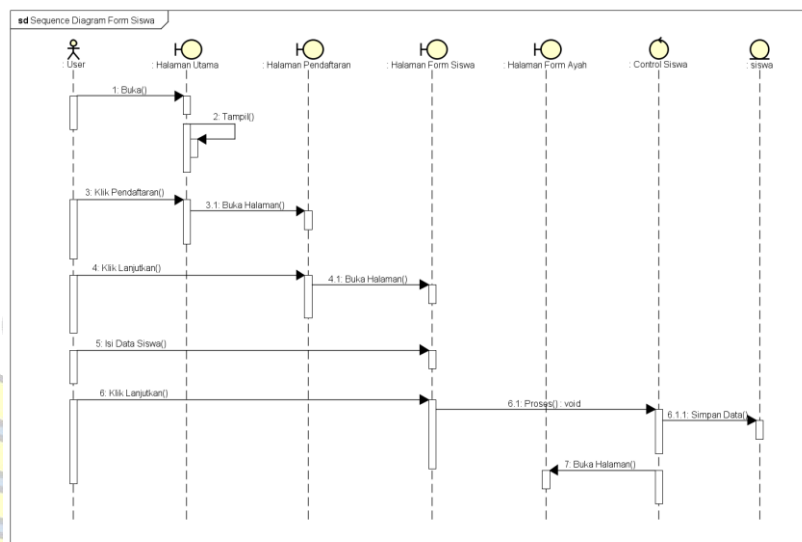 sd Sequence Diagram Form Siswa
: User
: Halaman Utama
: Halaman Pendaftaran
: Halaman Form Siswa
: Halaman Form Ayah
: Control Siswa
: siswa
1: Buka()
2: Tampil()
3: Klik Pendaftaran()
3.1: Buka Halaman()
4: Klik Lanjutkan()
4.1: Buka Halaman()
5: Isi Data Siswa()
6: Klik Lanjutkan()
6.1: Proses() : void
6.1.1: Simpan Data()
7: Buka Halaman()